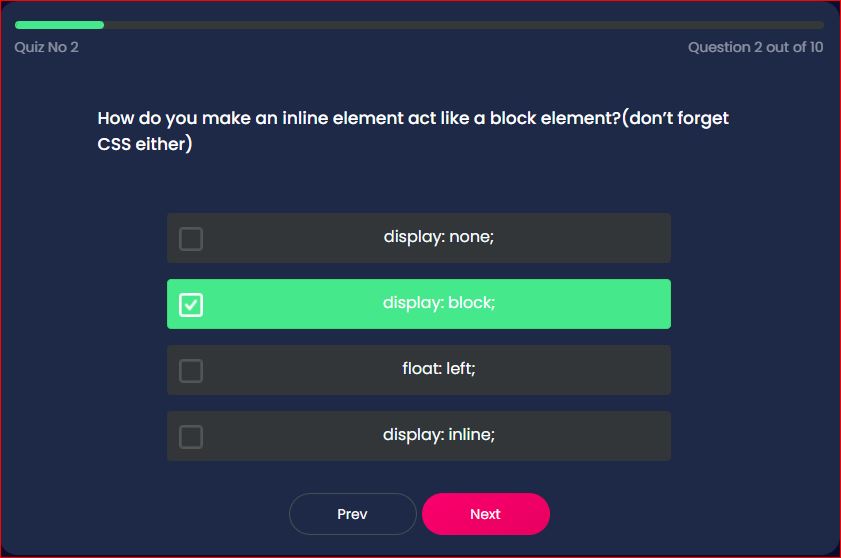 Quiz No 2
Question 2 out of 10
How do you make an inline element act like a block element?(don’t forget
CSS either)
display: none;
display: block;
float: left;
display: inline;
Prev
Next